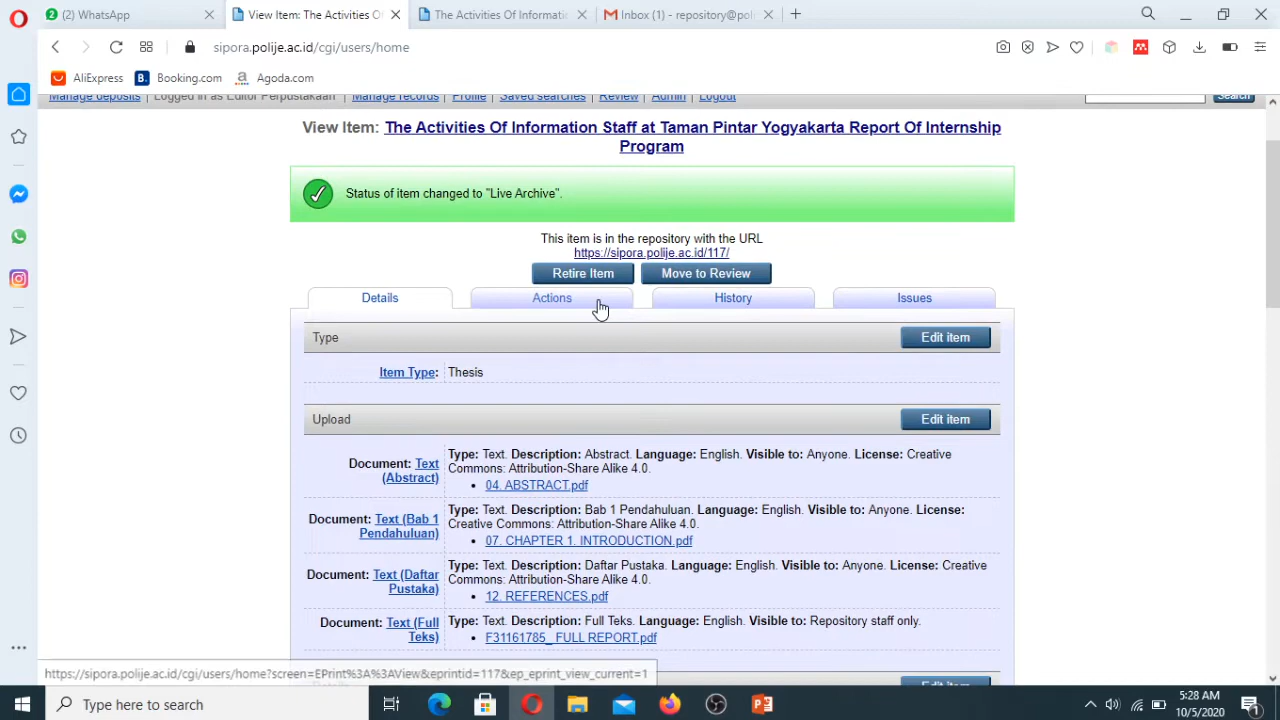 (2) WhatsApp
View Item: The Activities O
The Activities Of Informatio
Inbox (1) - repository@pol
sipora.polije.ac.id/cgi/users/home
AliExpress
Booking.com
Agoda.com
Manage deposits | Logged in as Editor Perpustakaan | Manage records | Profile | Saved searches | Review | Admin | Logout
Search
View Item: The Activities Of Information Staff at Taman Pintar Yogyakarta Report Of Internship
Program
Status of item changed to "Live Archive".
This item is in the repository with the URL
https://sipora.polije.ac.id/117/
Retire Item
Move to Review
Details
Actions
History
Issues
Type
Edit item
Item Type: Thesis
Upload
Edit item
Document: Text (Abstract)
Type: Text. Description: Abstract. Language: English. Visible to: Anyone. License: Creative
Commons: Attribution-Share Alike 4.0.
04. ABSTRACT.pdf
Document: Text (Bab 1 Pendahuluan)
Type: Text. Description: Bab 1 Pendahuluan. Language: English. Visible to: Anyone. License:
Creative Commons: Attribution-Share Alike 4.0.
07. CHAPTER 1. INTRODUCTION.pdf
Document: Text (Daftar Pustaka)
Type: Text. Description: Daftar Pustaka. Language: English. Visible to: Anyone. License: Creative
Commons: Attribution-Share Alike 4.0.
12. REFERENCES.pdf
Document: Text (Full Teks)
Type: Text. Description: Full Teks. Language: English. Visible to: Repository staff only.
F31161785_ FULL REPORT.pdf
https://sipora.polije.ac.id/cgi/users/home?screen=EPrint%3A%3AView&eprintid=117&ep_eprint_view_current=1
Edit item
Type here to search
5:28 AM
10/5/2020